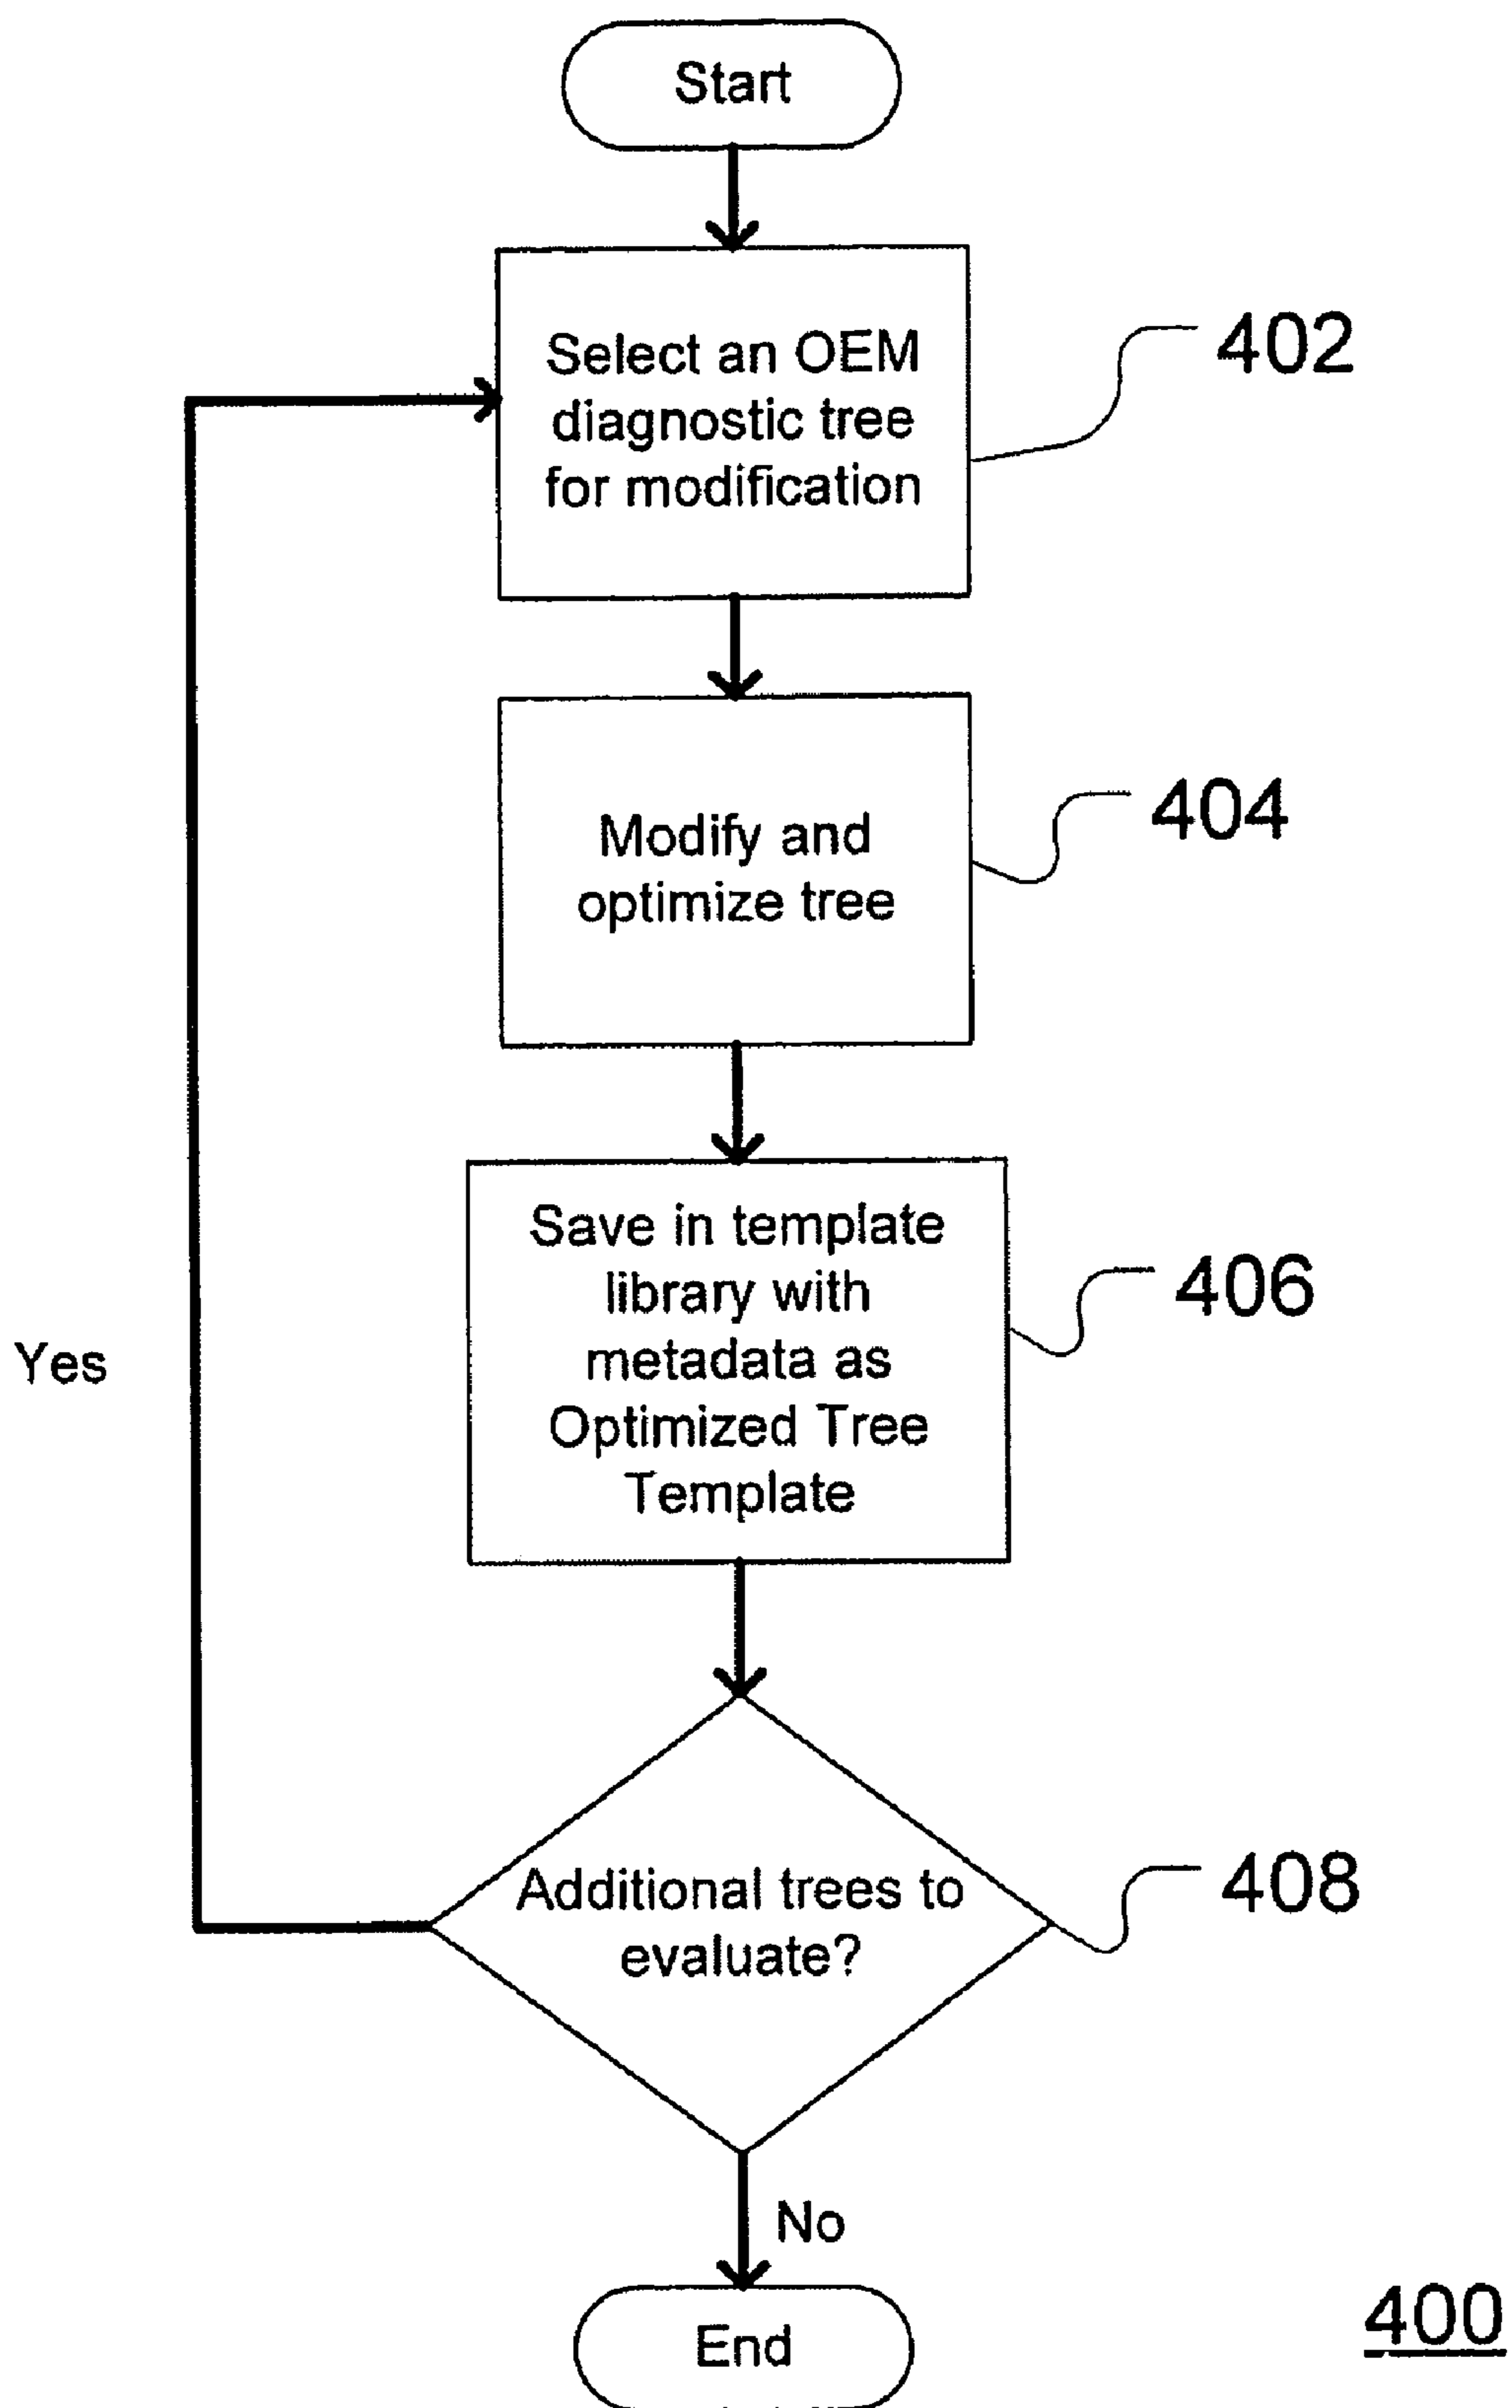 Start
Select an OEM
diagnostic tree
for modification
402
Modify and
optimize tree
404
Save in template
library with
metadata as
Optimized Tree
Template
406
Yes
Additional trees to
evaluate?
408
No
End
400